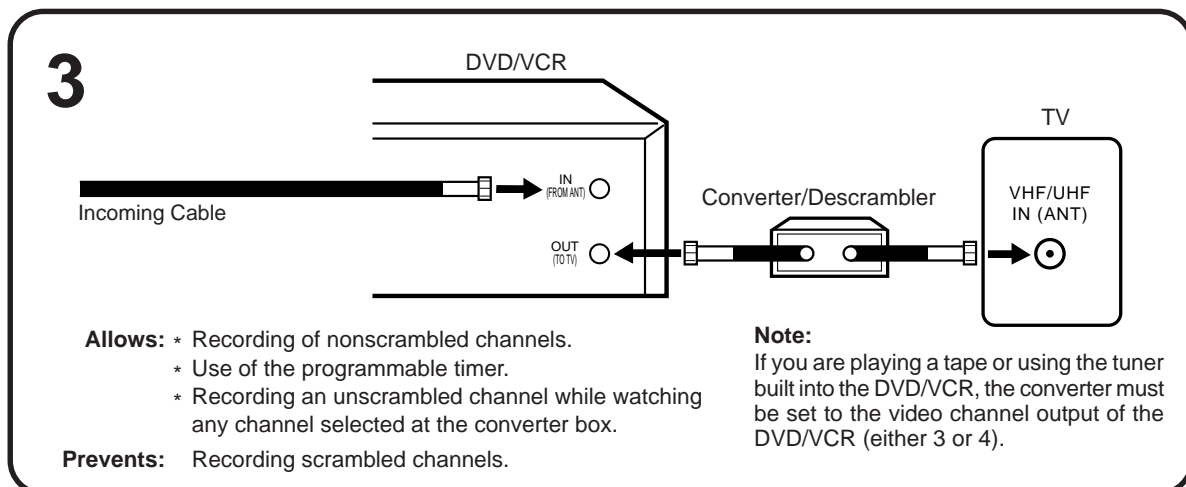 3
DVD/VCR
TV
IN
(FROM ANT)
Incoming Cable
Converter/Descrambler
VHF/UHF
IN (ANT)
OUT
(TO TV)
Allows: * Recording of nonscrambled channels.
* Use of the programmable timer.
* Recording an unscrambled channel while watching
any channel selected at the converter box.
Prevents: Recording scrambled channels.
Note:
If you are playing a tape or using the tuner
built into the DVD/VCR, the converter must
be set to the video channel output of the
DVD/VCR (either 3 or 4).